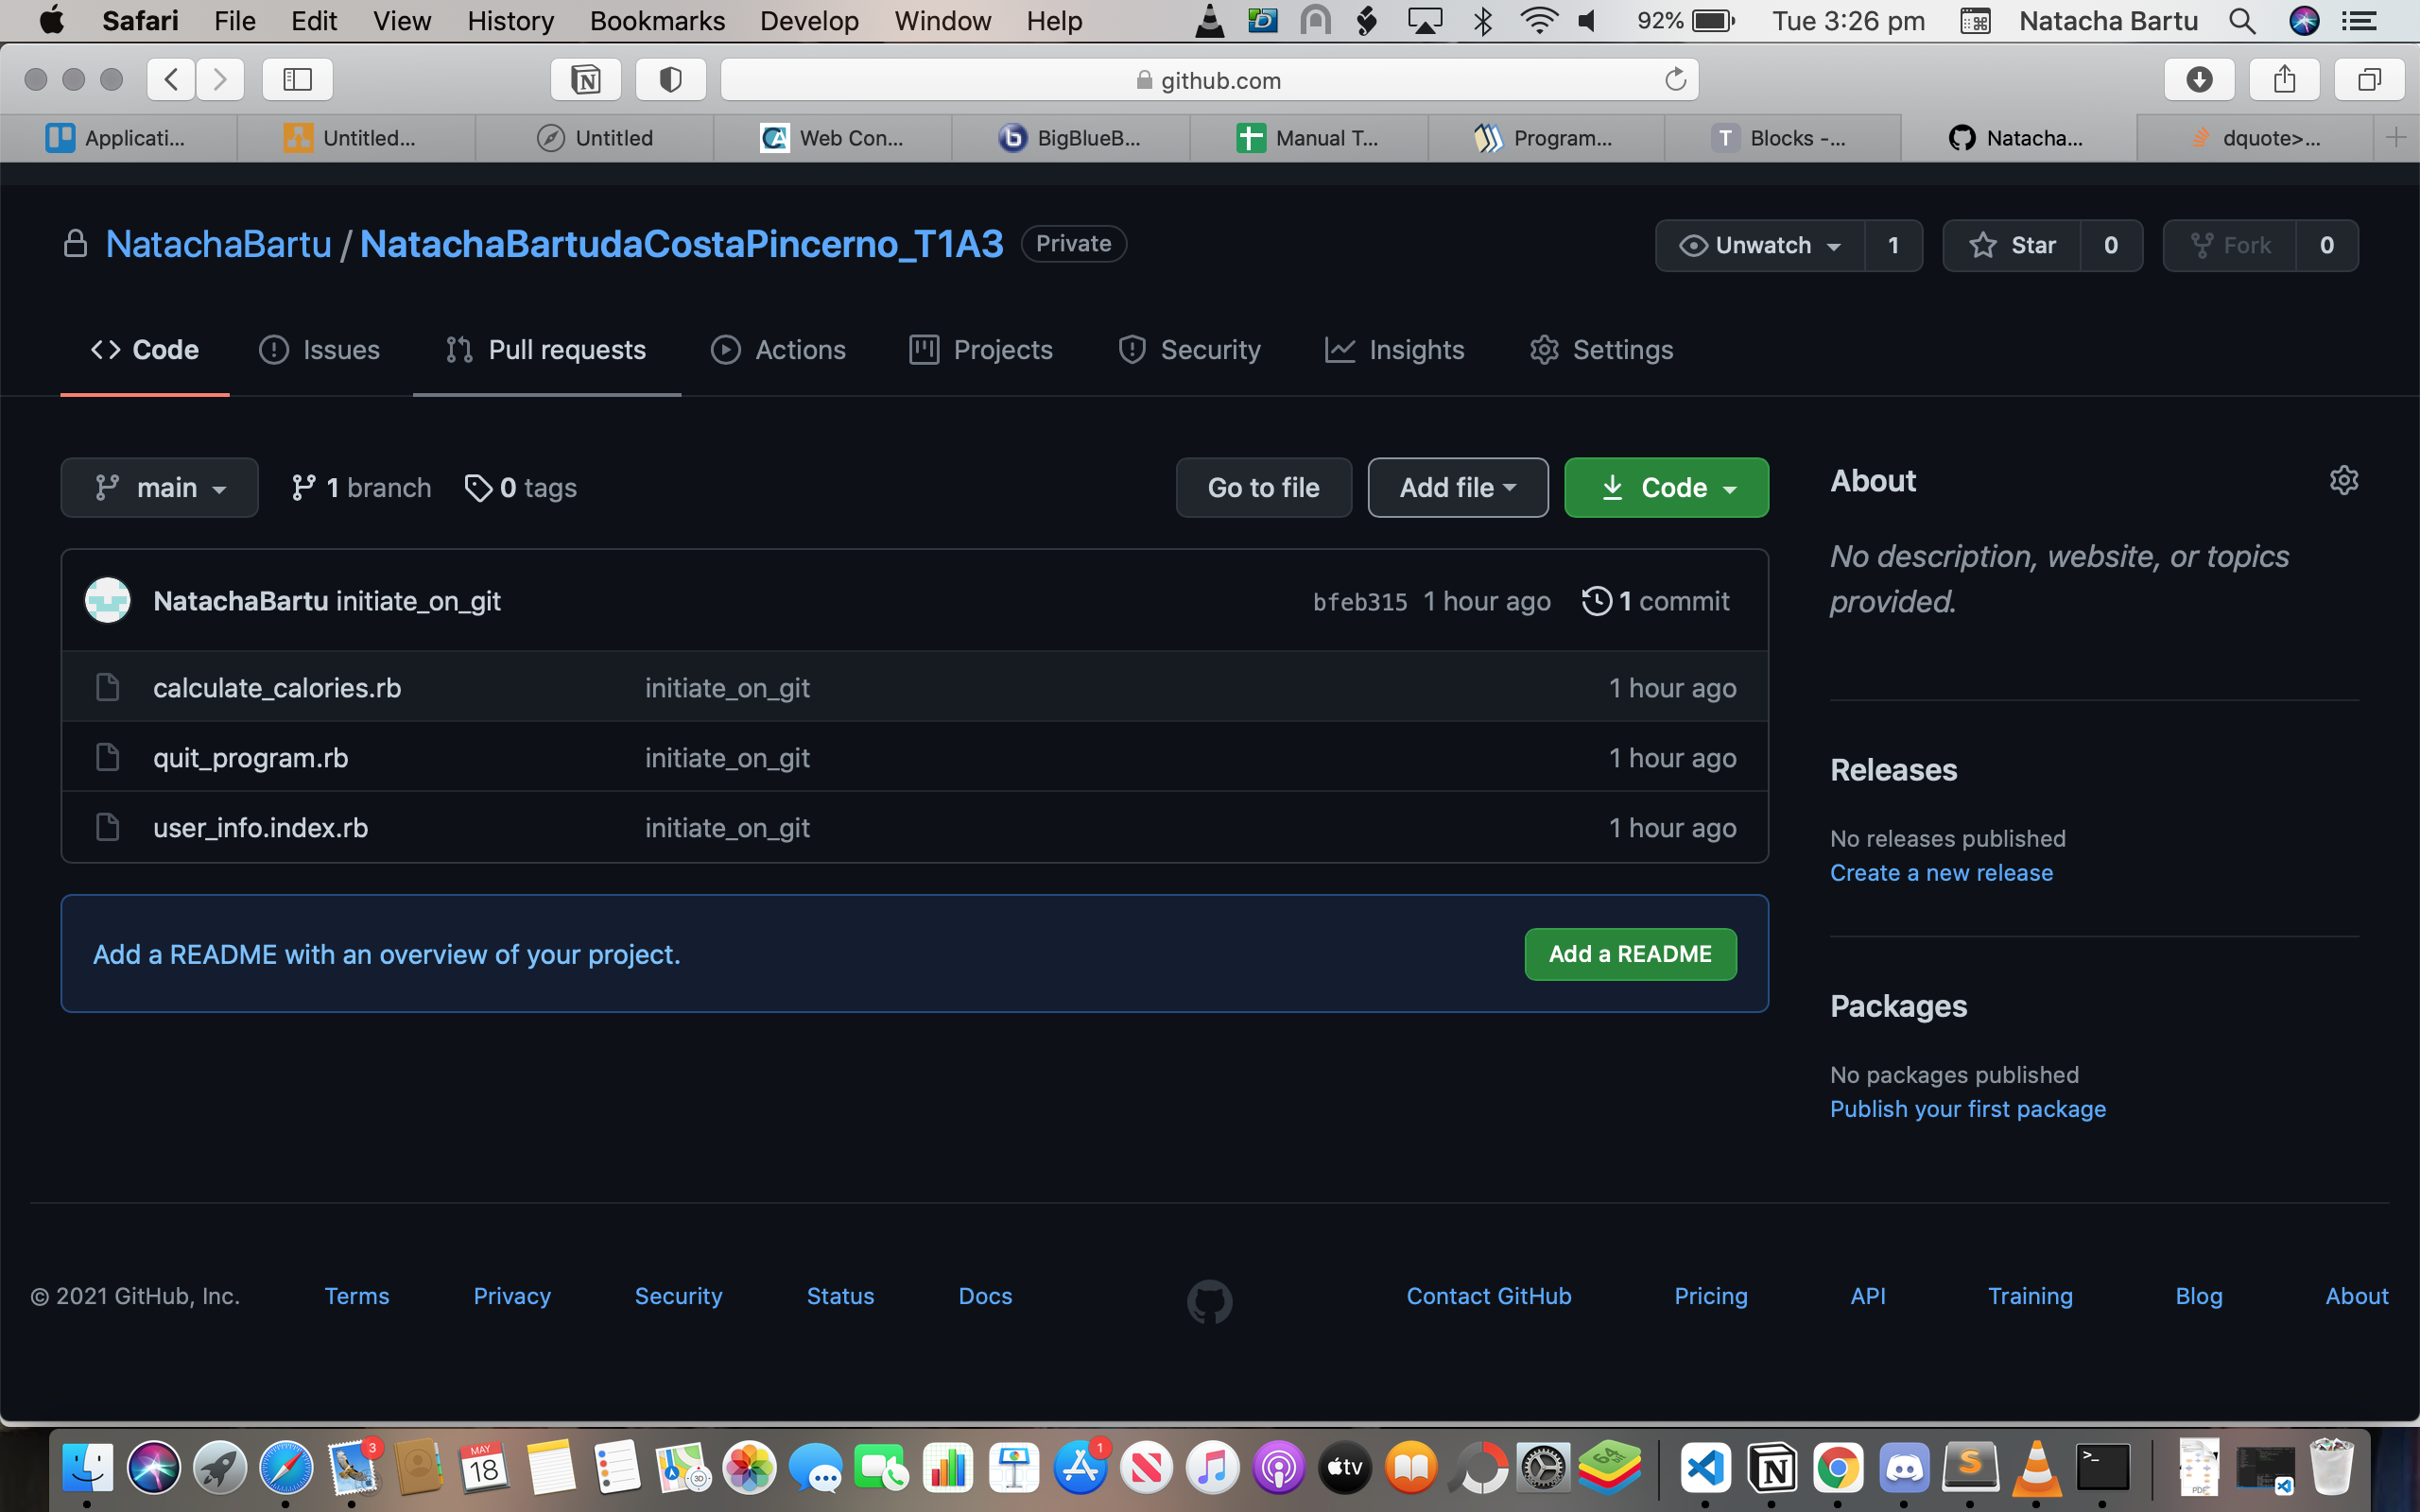 Safari File Edit View History Bookmarks Develop Window Help 92% Tue 3:26 pm Natacha Bartu
github.com
Applicati... Untitled... Untitled Web Con... BigBlueB... Manual T... Program... Blocks -... Natacha... dquote>...
NatachaBartu / NatachaBartudaCostaPincerno_T1A3 Private Unwatch 1 Star 0 Fork 0
Code Issues Pull requests Actions Projects Security Insights Settings
main 1 branch 0 tags Go to file Add file Code
NatachaBartu initiate_on_git bfeb315 1 hour ago 1 commit
calculate_calories.rb initiate_on_git 1 hour ago
quit_program.rb initiate_on_git 1 hour ago
user_info.index.rb initiate_on_git 1 hour ago
Add a README with an overview of your project. Add a README
About
No description, website, or topics
provided.
Releases
No releases published
Create a new release
Packages
No packages published
Publish your first package
© 2021 GitHub, Inc. Terms Privacy Security Status Docs Contact GitHub Pricing API Training Blog About
3 MAY 18 3D 1 tv 64 BIT S >_ PDF